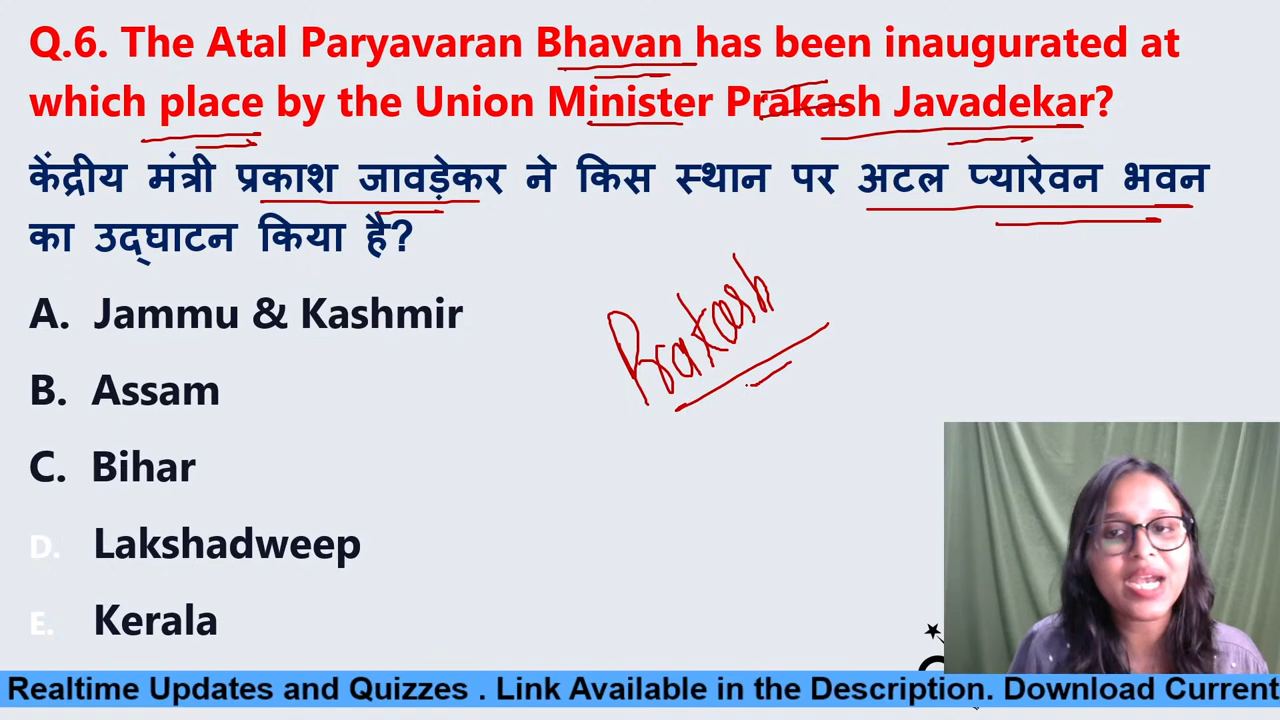 Q.6. The Atal Paryavaran Bhavan has been inaugurated at
which place by the Union Minister Prakash Javadekar?
केंद्रीय मंत्री प्रकाश जावड़ेकर ने किस स्थान पर अटल प्यारेवन भवन
का उद्घाटन किया है?
A. Jammu & Kashmir
Prakash
B. Assam
C. Bihar
D. Lakshadweep
E. Kerala
Realtime Updates and Quizzes . Link Available in the Description. Download Current